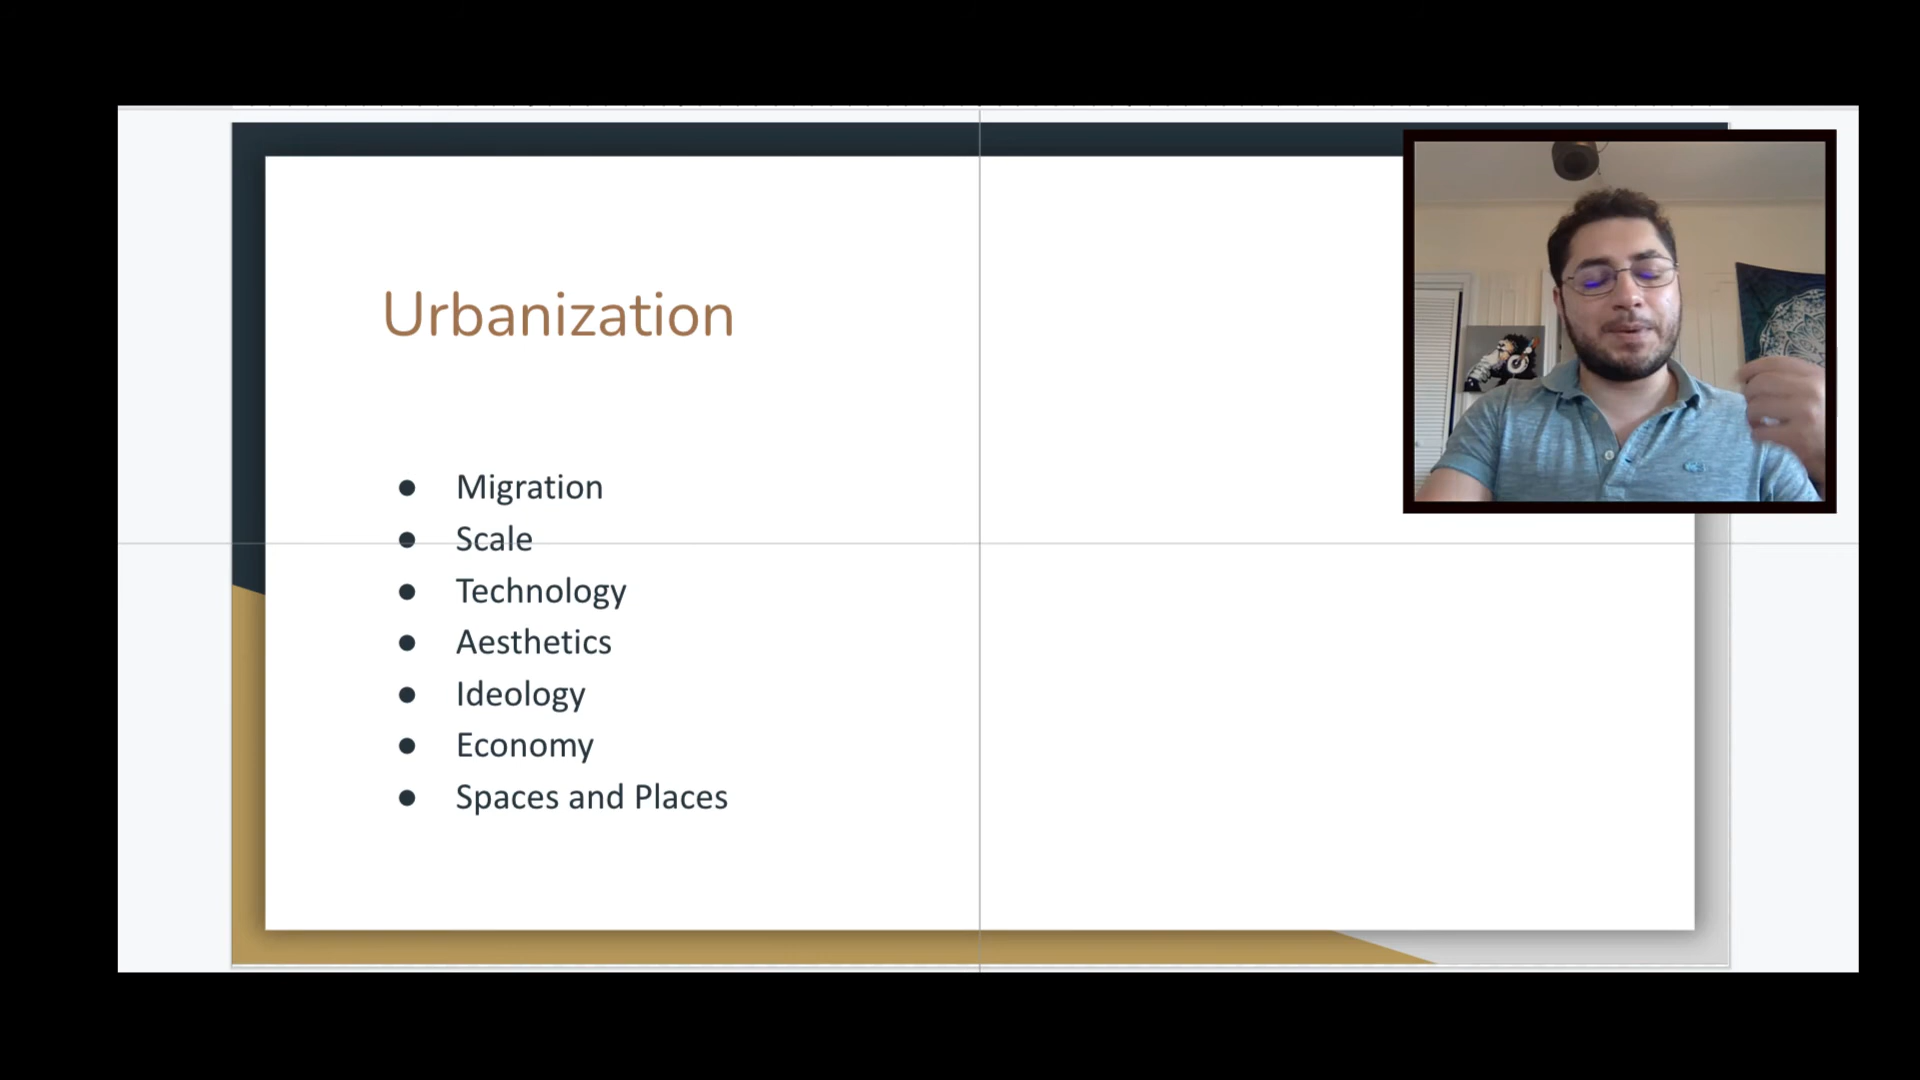 Urbanization
● Migration
● Scale
● Technology
● Aesthetics
● Ideology
● Economy
● Spaces and Places